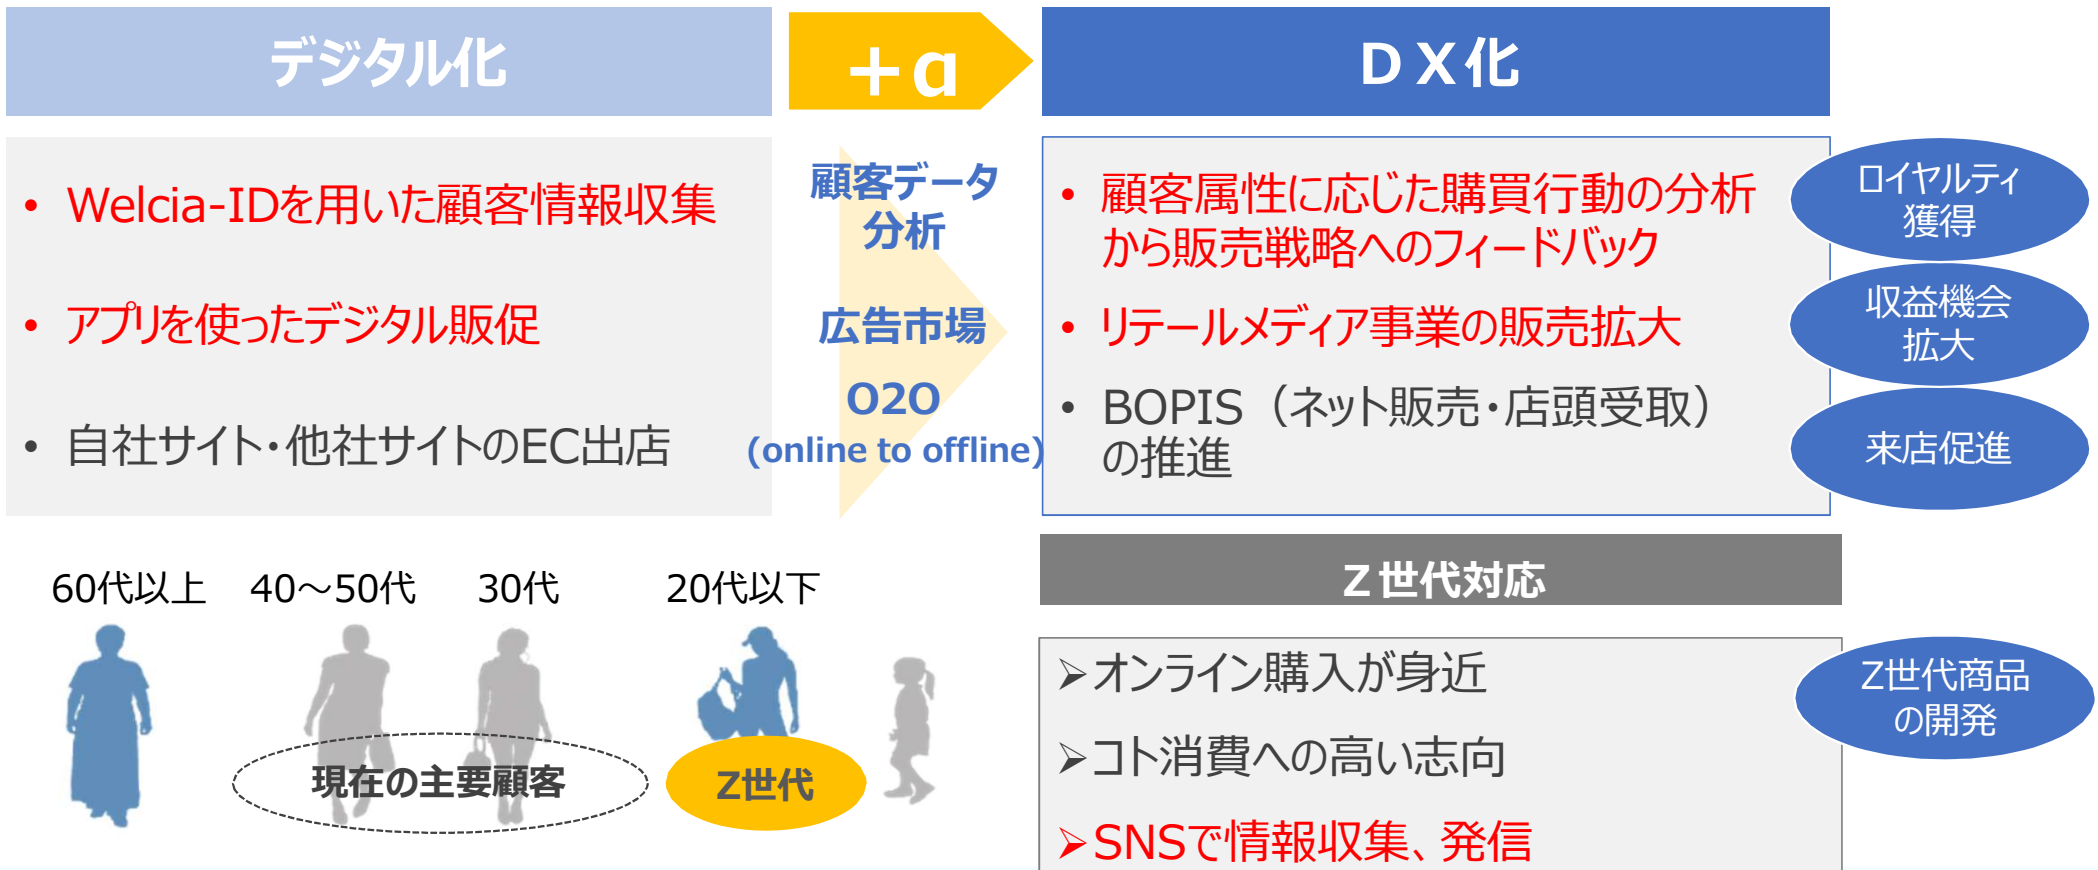 デジタル化
+α
DX化
• Welcia-IDを用いた顧客情報収集
• アプリを使ったデジタル販促
• 自社サイト・他社サイトのEC出店
顧客データ
分析
広告市場
O2O
(online to offline)
• 顧客属性に応じた購買行動の分析
から販売戦略へのフィードバック
• リテールメディア事業の販売拡大
• BOPIS（ネット販売・店頭受取）
の推進
ロイヤルティ
獲得
収益機会
拡大
来店促進
60代以上
40～50代
30代
20代以下
現在の主要顧客
Z世代
Z世代対応
➢オンライン購入が身近
➢コト消費への高い志向
➢SNSで情報収集、発信
Z世代商品
の開発